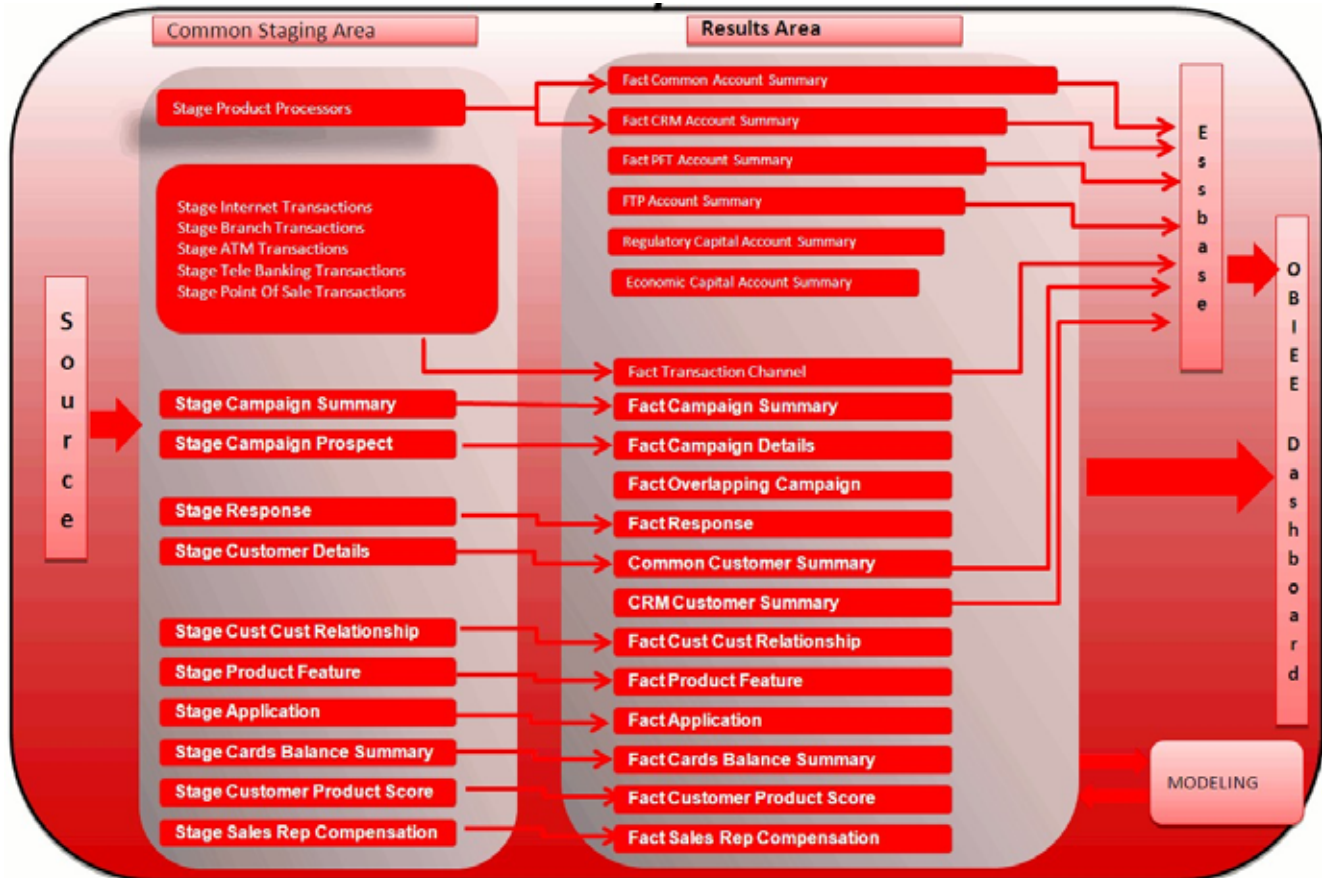 Common Staging Area
Results Area
Source
Stage Product Processors
Stage Internet Transactions
Stage Branch Transactions
Stage ATM Transactions
Stage Tele Banking Transactions
Stage Point Of Sale Transactions
Stage Campaign Summary
Stage Campaign Prospect
Stage Response
Stage Customer Details
Stage Cust Cust Relationship
Stage Product Feature
Stage Application
Stage Cards Balance Summary
Stage Customer Product Score
Stage Sales Rep Compensation
Fact Common Account Summary
Fact CRM Account Summary
Fact PFT Account Summary
FTP Account Summary
Regulatory Capital Account Summary
Economic Capital Account Summary
Fact Transaction Channel
Fact Campaign Summary
Fact Campaign Details
Fact Overlapping Campaign
Fact Response
Common Customer Summary
CRM Customer Summary
Fact Cust Cust Relationship
Fact Product Feature
Fact Application
Fact Cards Balance Summary
Fact Customer Product Score
Fact Sales Rep Compensation
Essbase
OBIEE Dashboard
MODELING